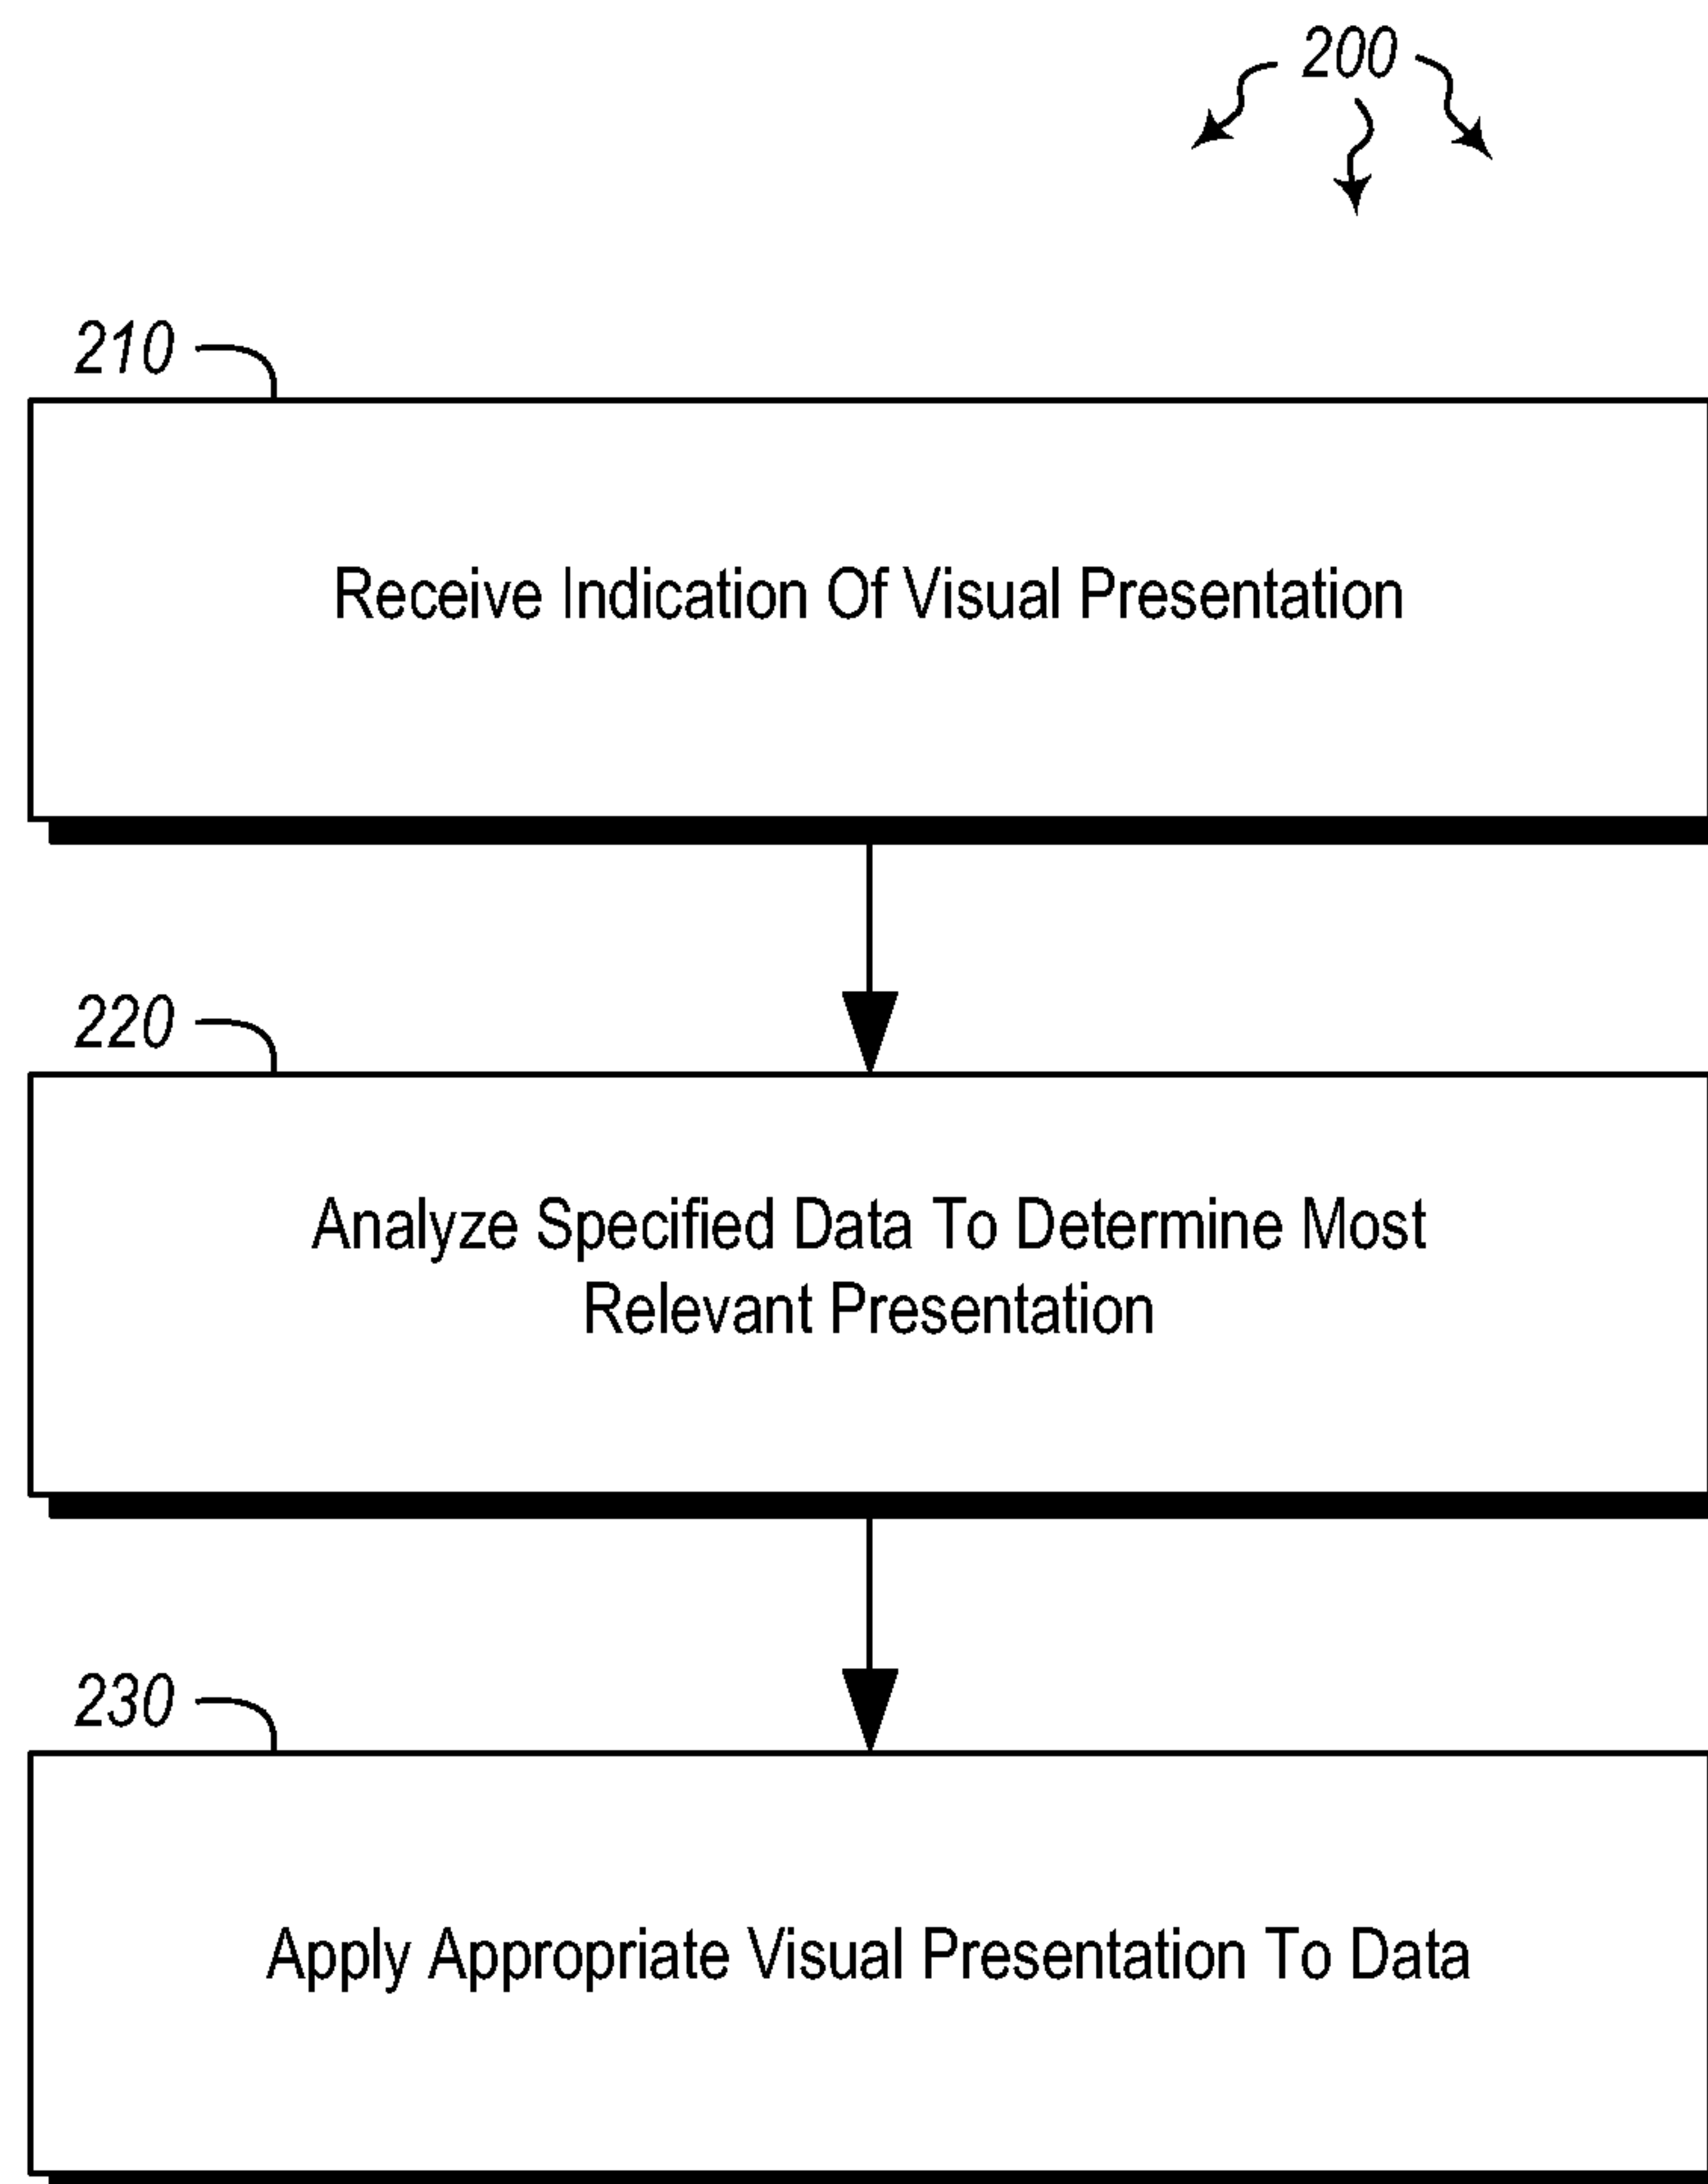 200
210
Receive Indication Of Visual Presentation
220
Analyze Specified Data To Determine Most
Relevant Presentation
230
Apply Appropriate Visual Presentation To Data